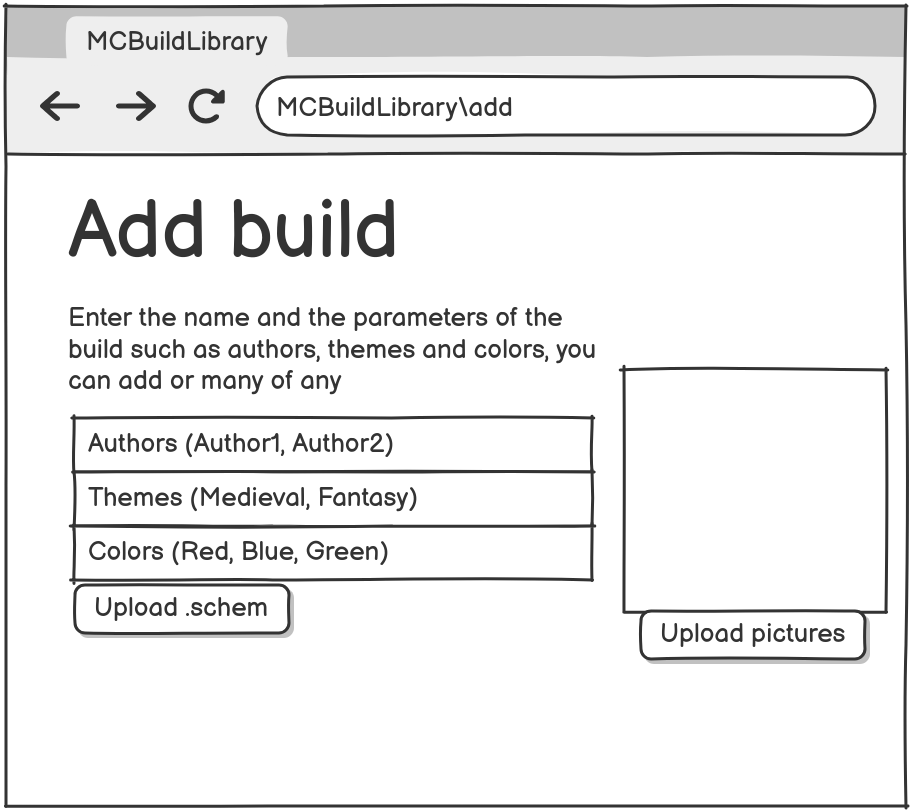 MCBuildLibrary
MCBuildLibrary\add
Add build
Enter the name and the parameters of the
build such as authors, themes and colors, you
can add or many of any
Authors (Author1, Author2)
Themes (Medieval, Fantasy)
Colors (Red, Blue, Green)
Upload .schem
Upload pictures